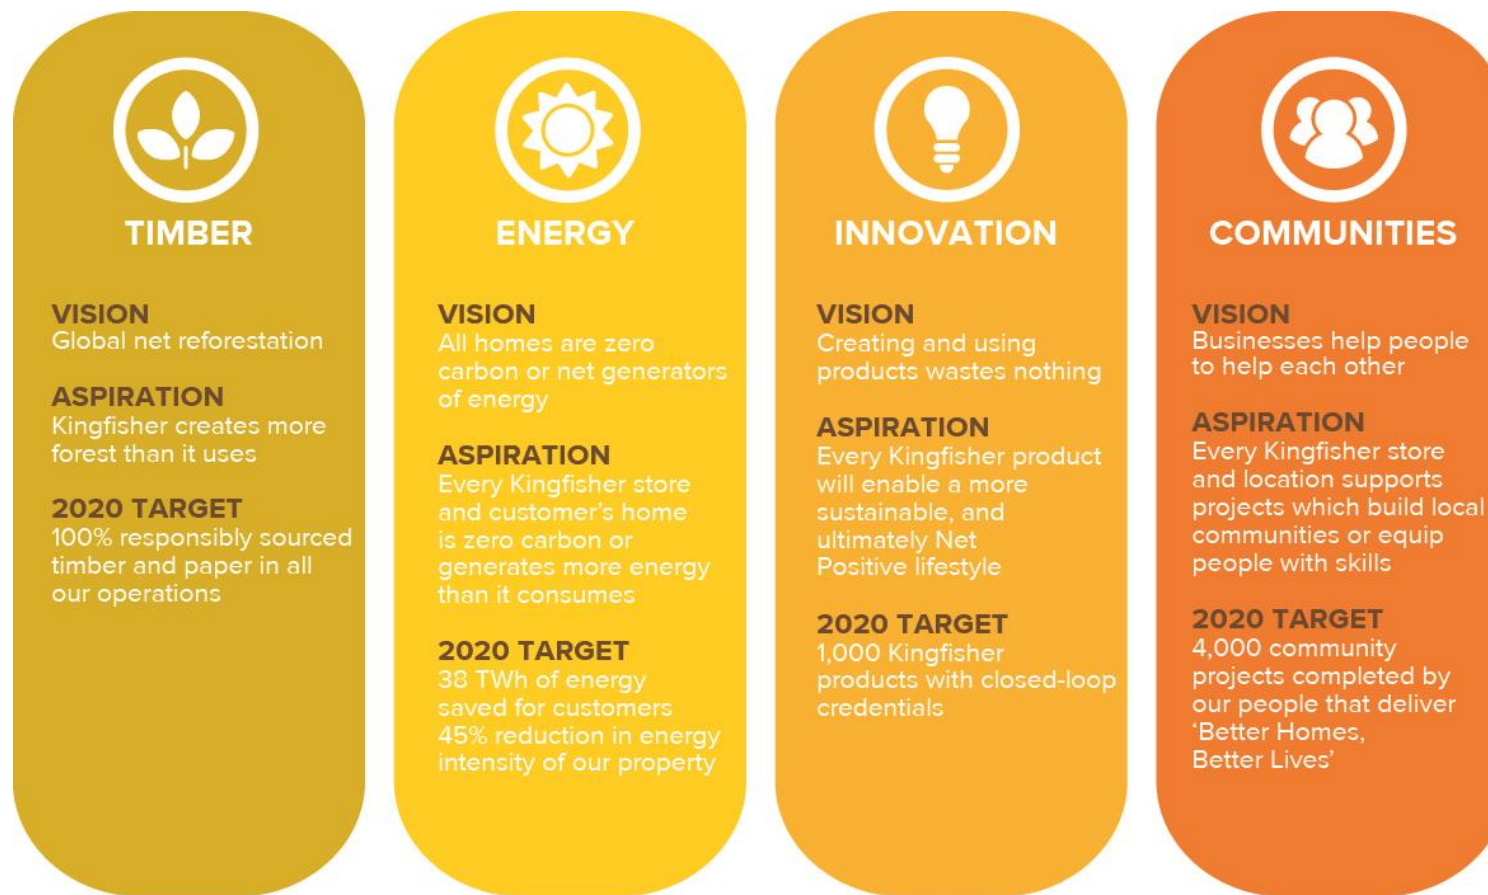 TIMBER
VISION
Global net reforestation
ASPIRATION
Kingfisher creates more
forest than it uses
2020 TARGET
100% responsibly sourced
timber and paper in all
our operations
ENERGY
VISION
All homes are zero
carbon or net generators
of energy
ASPIRATION
Every Kingfisher store
and customer’s home
is zero carbon or
generates more energy
than it consumes
2020 TARGET
38 TWh of energy
saved for customers
45% reduction in energy
intensity of our property
INNOVATION
VISION
Creating and using
products wastes nothing
ASPIRATION
Every Kingfisher product
will enable a more
sustainable, and
ultimately Net
Positive lifestyle
2020 TARGET
1,000 Kingfisher
products with closed-loop
credentials
COMMUNITIES
VISION
Businesses help people
to help each other
ASPIRATION
Every Kingfisher store
and location supports
projects which build local
communities or equip
people with skills
2020 TARGET
4,000 community
projects completed by
our people that deliver
‘Better Homes,
Better Lives’